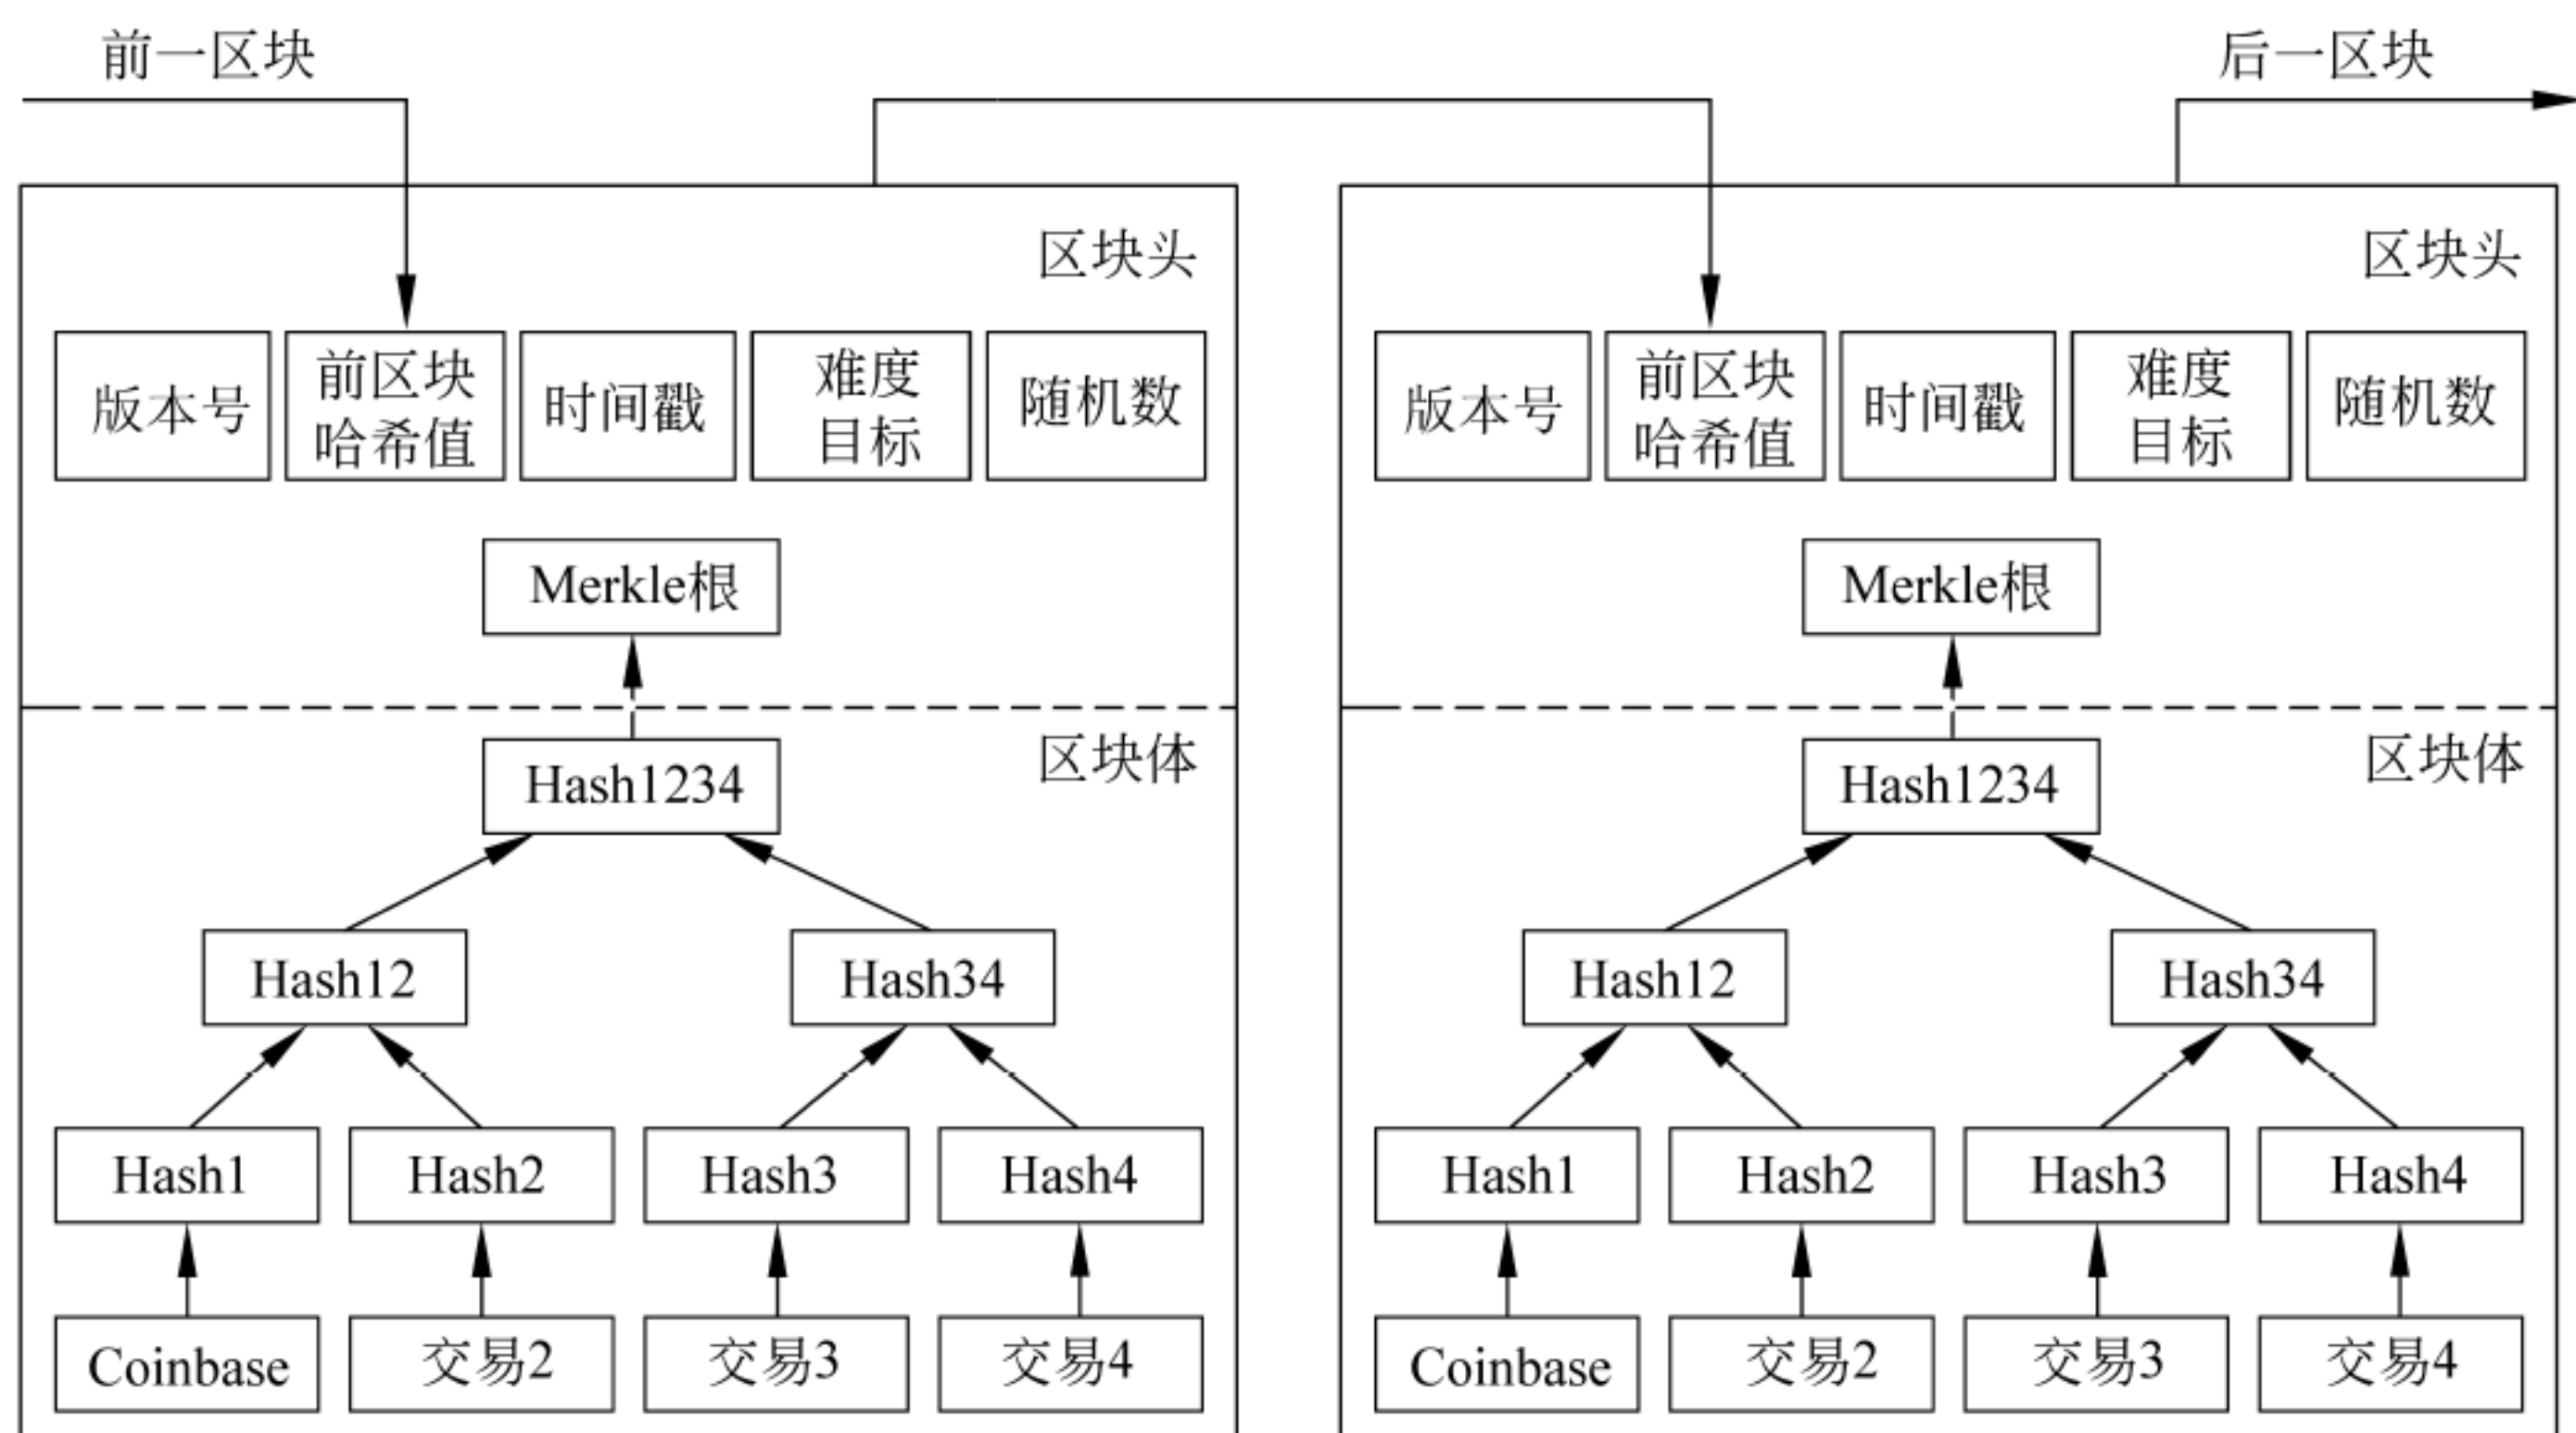 前一区块
后一区块
区块头
版本号
前区块
哈希值
时间戳
难度
目标
随机数
Merkle根
区块体
Hash1234
Hash12
Hash34
Hash1
Hash2
Hash3
Hash4
Coinbase
交易2
交易3
交易4
区块头
版本号
前区块
哈希值
时间戳
难度
目标
随机数
Merkle根
区块体
Hash1234
Hash12
Hash34
Hash1
Hash2
Hash3
Hash4
Coinbase
交易2
交易3
交易4